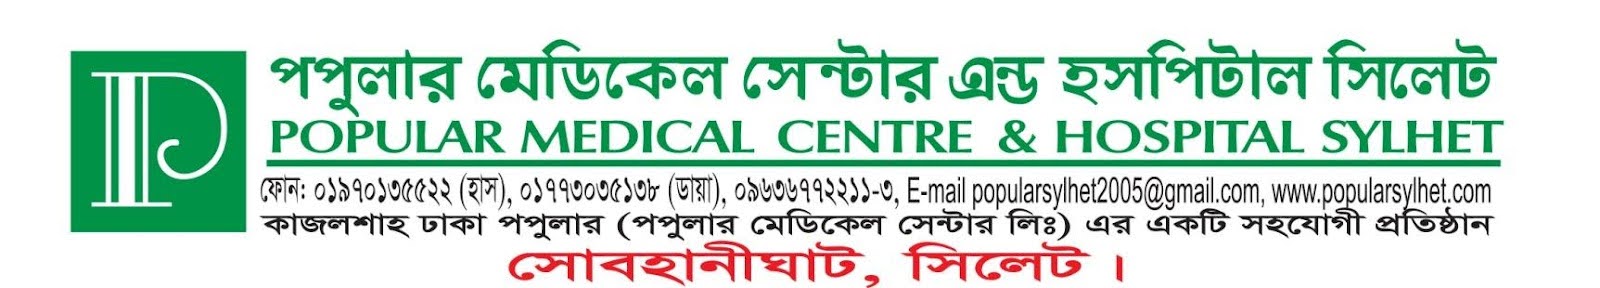 পপুলার মেডিকেল সেন্টার এন্ড হসপিটাল সিলেট
POPULAR MEDICAL CENTRE & HOSPITAL SYLHET
ফোন: ০১৯৭০১৩৫৫২২ (হাস), ০১৭৭৩০৩৫১৩৮ (ডায়া), ০৯৬৩৬৭৭২২১১-৩, E-mail popularsylhet2005@gmail.com, www.popularsylhet.com
কাজলশাহ ঢাকা পপুলার (পপুলার মেডিকেল সেন্টার লিঃ) এর একটি সহযোগী প্রতিষ্ঠান
সোবহানীঘাট, সিলেট ।